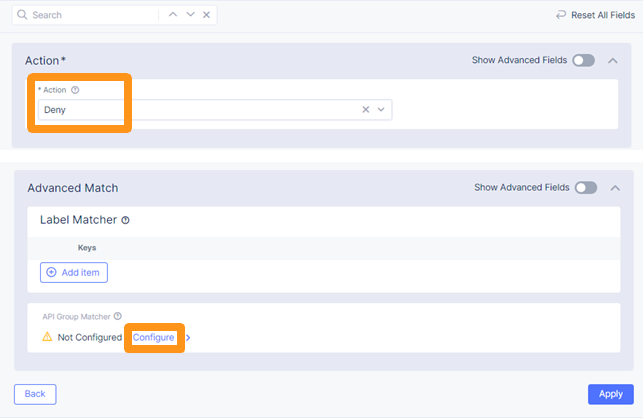 Search
Reset All Fields
Action*
Show Advanced Fields
* Action
Deny
Advanced Match
Show Advanced Fields
Label Matcher
Keys
Add item
API Group Matcher
Not Configured Configure
Back
Apply